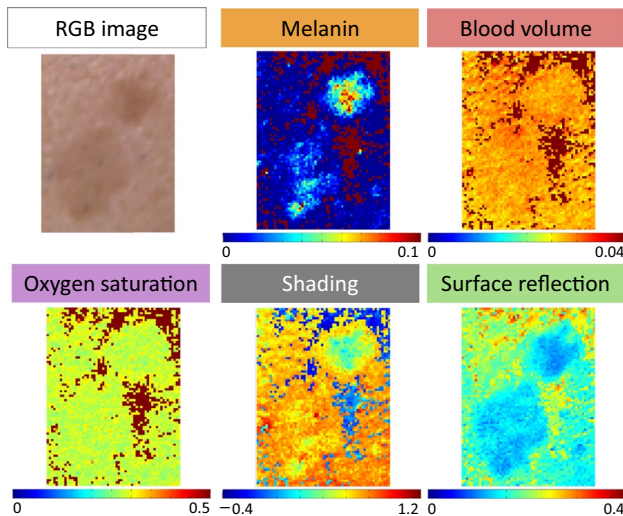 RGB image
Melanin
Blood volume
0 0.1
0 0.04
Oxygen saturation
Shading
Surface reflection
0 0.5
−0.4 1.2
0 0.4